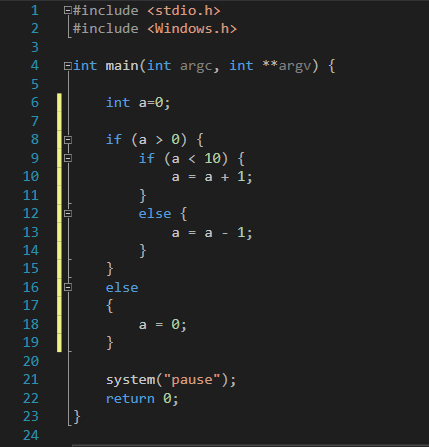 1 #include <stdio.h>
2 #include <Windows.h>
3
4 int main(int argc, int **argv) {
5
6     int a=0;
7
8     if (a > 0) {
9         if (a < 10) {
10             a = a + 1;
11         }
12         else {
13             a = a - 1;
14         }
15     }
16     else
17     {
18         a = 0;
19     }
20
21     system("pause");
22     return 0;
23 }
24